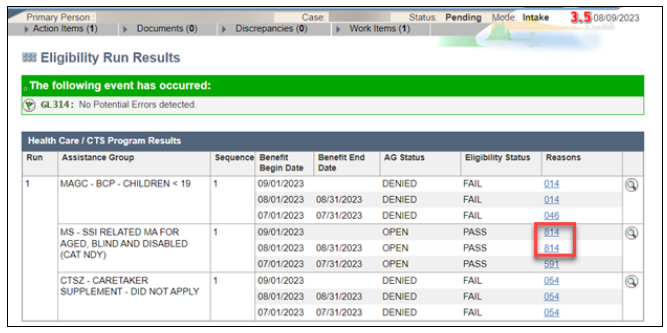 Primary Person : Case: Status: Pending Mode: Intake 3.5 08/09/2023
Action Items (1) Documents (0) Discrepancies (0) Work Items (1)
Eligibility Run Results
The following event has occurred:
GL314: No Potential Errors detected.
Health Care / CTS Program Results
Run Assistance Group Sequence Benefit Begin Date Benefit End Date AG Status Eligibility Status Reasons
1 MAGC - BCP - CHILDREN < 19 1 09/01/2023 DENIED FAIL 014
08/01/2023 08/31/2023 DENIED FAIL 014
07/01/2023 07/31/2023 DENIED FAIL 046
MS - SSI RELATED MA FOR 1 09/01/2023 OPEN PASS 814
AGED, BLIND AND DISABLED 08/01/2023 08/31/2023 OPEN PASS 814
(CAT NDY) 07/01/2023 07/31/2023 OPEN PASS 591
CTSZ - CARETAKER 1 09/01/2023 DENIED FAIL 054
SUPPLEMENT - DID NOT APPLY 08/01/2023 08/31/2023 DENIED FAIL 054
07/01/2023 07/31/2023 DENIED FAIL 054